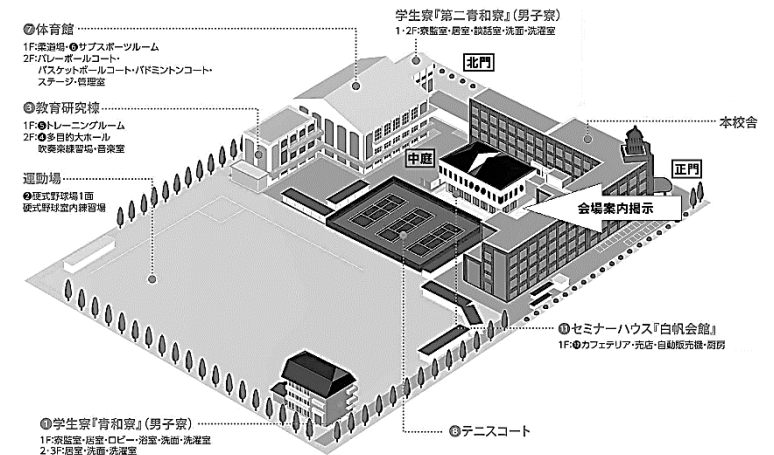 ⑦体育館
1F:柔道場・⑥サブスポーツルーム
2F:バレーボールコート・
バスケットボールコート・バドミントンコート・
ステージ・管理室
学生寮『第二青和寮』(男子寮)
1・2F:寮監室・居室・談話室・洗面・洗濯室
北門
③教育研究棟
1F:⑤トレーニングルーム
2F:④多目的大ホール
吹奏楽練習場・音楽室
本校舎
中庭
正門
運動場
②硬式野球場1面
硬式野球室内練習場
会場案内掲示
⑪セミナーハウス『白帆会館』
1F:⑪カフェテリア・売店・自動販売機・厨房
①学生寮『青和寮』(男子寮)
1F:寮監室・居室・ロビー・浴室・洗面・洗濯室
2・3F:居室・洗面・洗濯室
⑧テニスコート